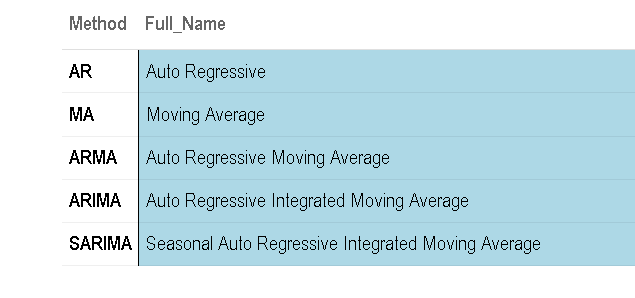 Method Full_Name
AR Auto Regressive
MA Moving Average
ARMA Auto Regressive Moving Average
ARIMA Auto Regressive Integrated Moving Average
SARIMA Seasonal Auto Regressive Integrated Moving Average